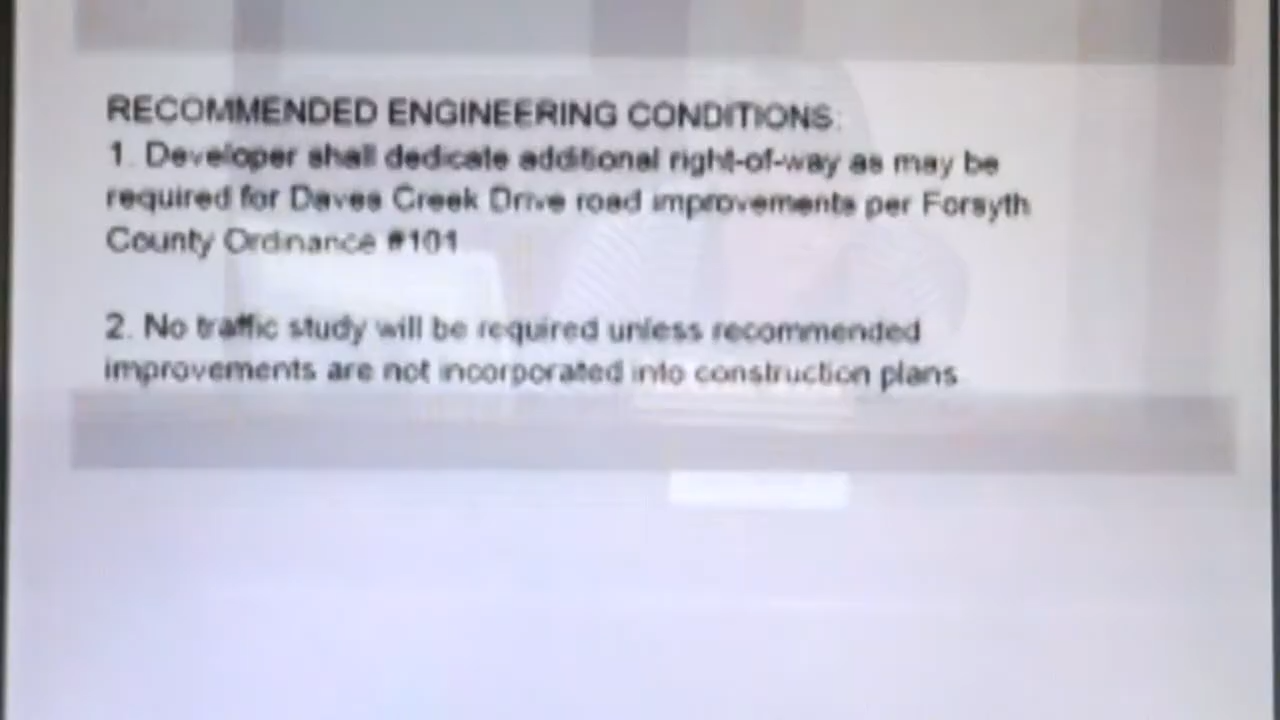 RECOMMENDED ENGINEERING CONDITIONS:
1. Developer shall dedicate additional right-of-way as may be
required for Daves Creek Drive road improvements per Forsyth
County Ordinance #101
2. No traffic study will be required unless recommended
improvements are not incorporated into construction plans